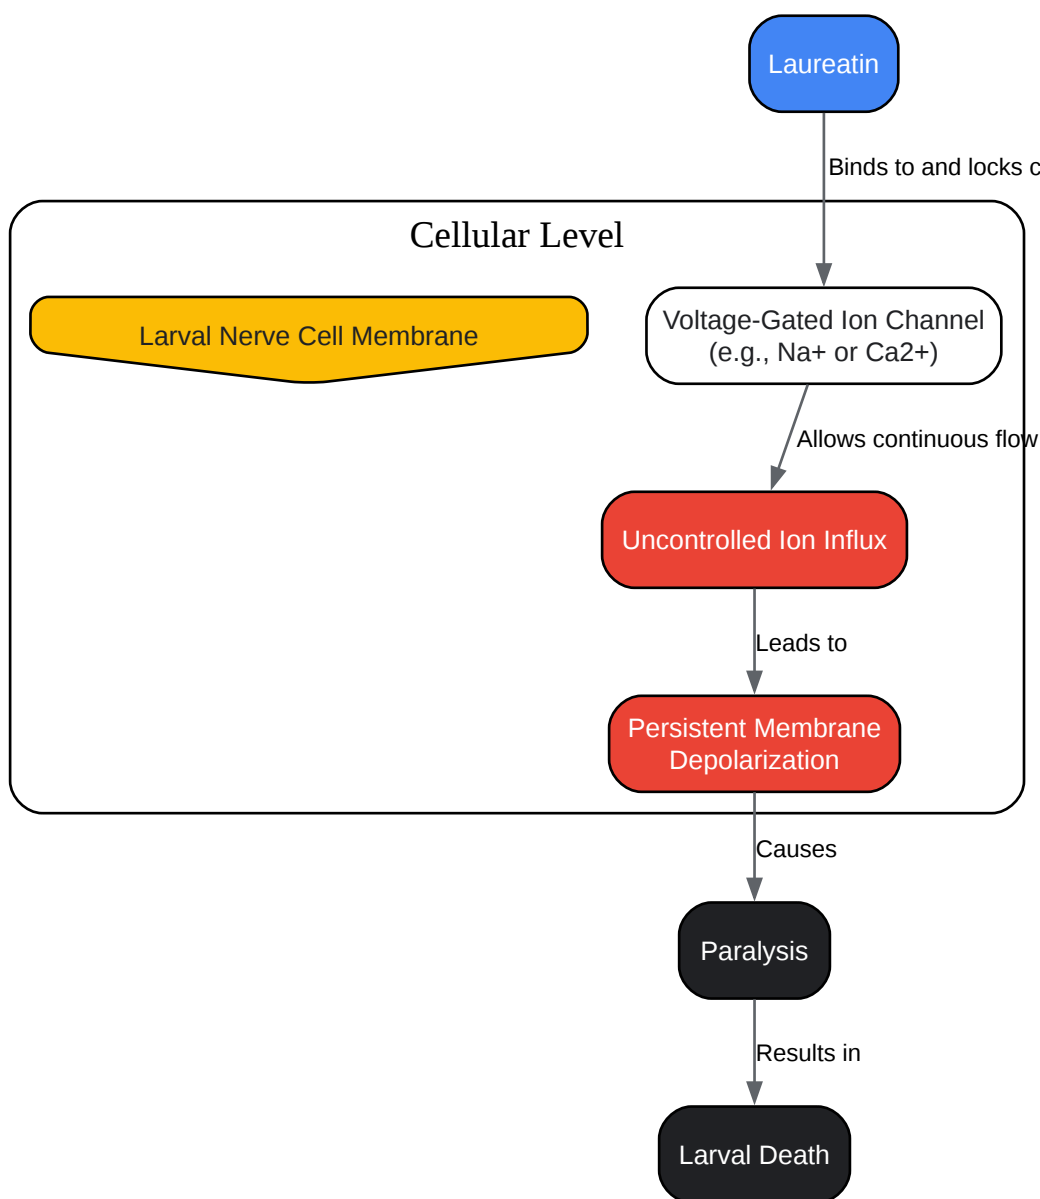 Laureatin
Binds to and locks c
Cellular Level
Larval Nerve Cell Membrane
Voltage-Gated Ion Channel
(e.g., Na+ or Ca2+)
Allows continuous flow
Uncontrolled Ion Influx
Leads to
Persistent Membrane
Depolarization
Causes
Paralysis
Results in
Larval Death